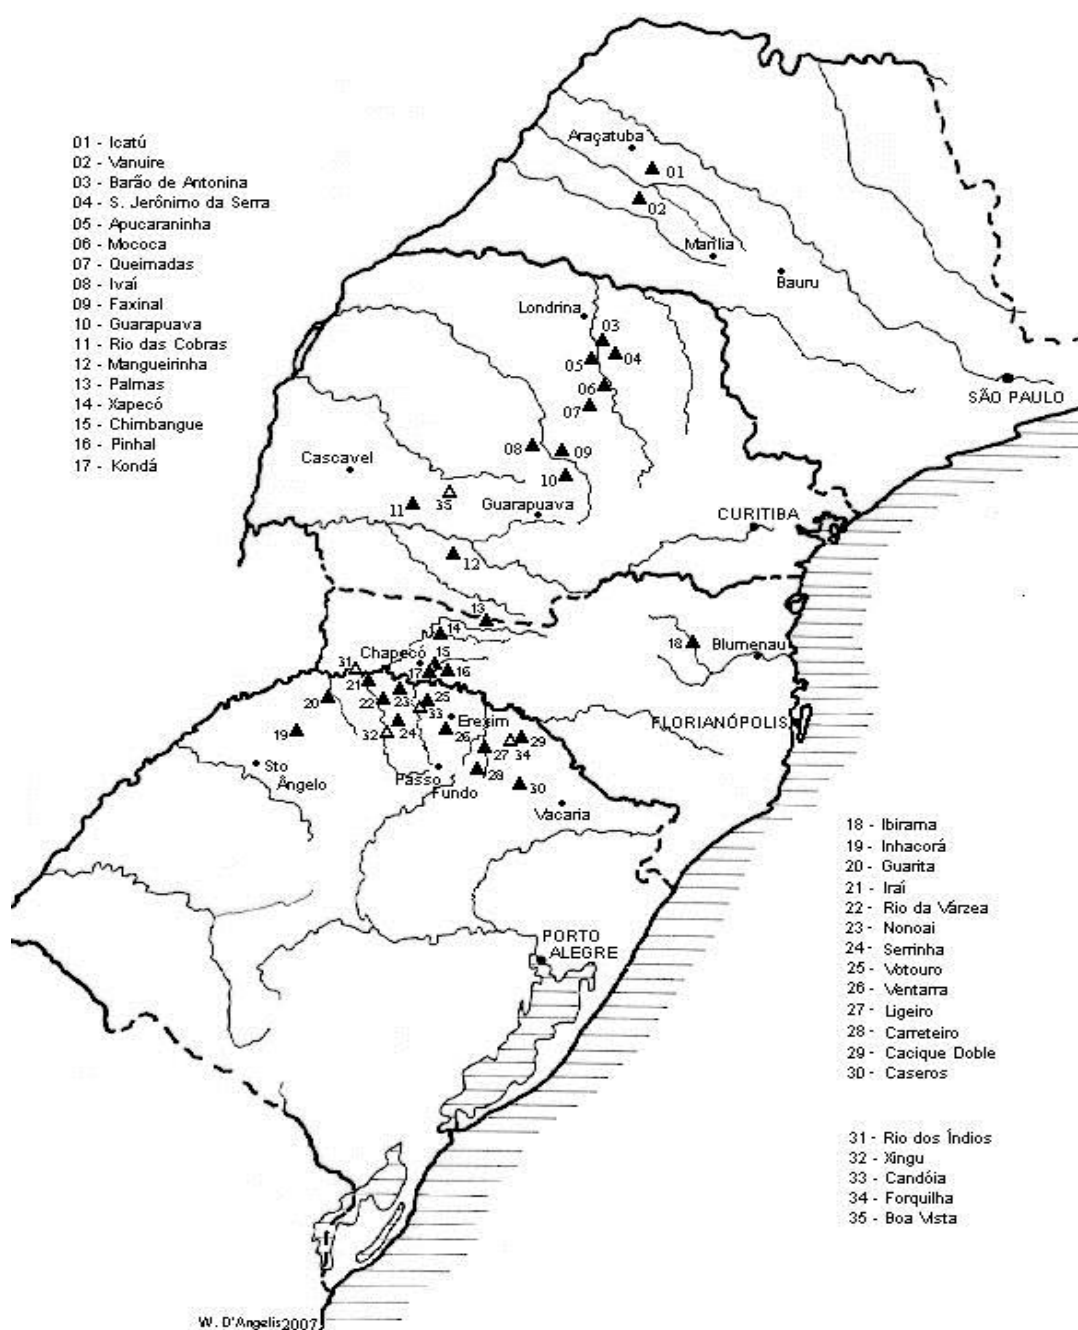 01 - Icatú
02 - Vanuire
03 - Barão de Antonina
04 - S. Jerônimo da Serra
05 - Apucaraninha
06 - Mococa
07 - Queimadas
08 - Ivaí
09 - Faxinal
10 - Guarapuava
11 - Rio das Cobras
12 - Mangueirinha
13 - Palmas
14 - Xapecó
15 - Chimbangue
16 - Pinhal
17 - Kondá
Araçatuba
01
02
Marília
Bauru
Londrina
03
04
05
06
07
SÃO PAULO
08
09
Cascavel
10
35
11
Guarapuava
CURITIBA
12
13
14
18
Blumenau
Chapecó
15
31
17
16
21
20
22
23
25
33
FLORIANÓPOLIS
Erexim
19
32
24
26
29
27
34
Sto
Ângelo
Passo
Fundo
28
30
Vacaria
18 - Ibirama
19 - Inhacorá
20 - Guarita
21 - Iraí
22 - Rio da Várzea
23 - Nonoai
24 - Serrinha
25 - Votouro
26 - Ventarra
27 - Ligeiro
28 - Carreteiro
29 - Cacique Doble
30 - Caseros
PORTO
ALEGRE
31 - Rio dos Índios
32 - Xingu
33 - Candóia
34 - Forquilha
35 - Boa Vista
W. D'Angelis2007